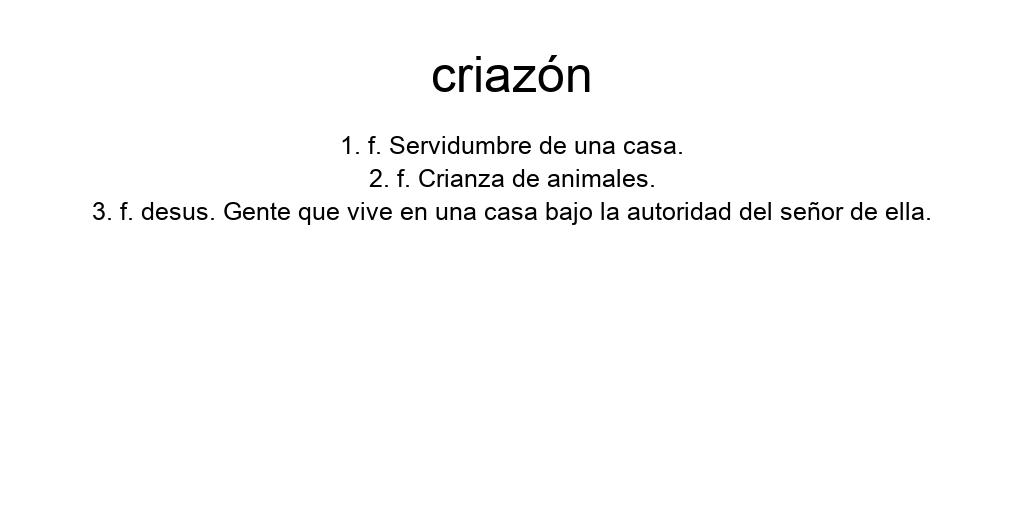 criazón
1. f. Servidumbre de una casa.
2. f. Crianza de animales.
3. f. desus. Gente que vive en una casa bajo la autoridad del señor de ella.